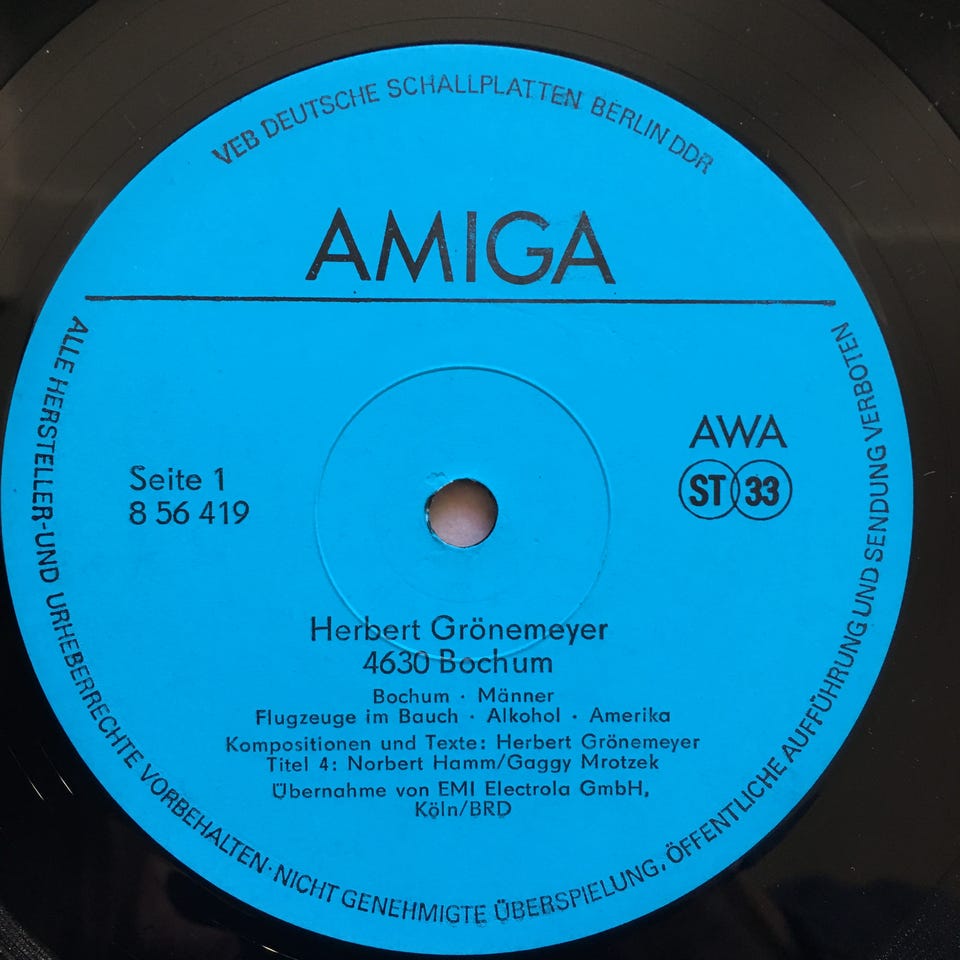 VEB DEUTSCHE SCHALLPLATTEN BERLIN DDR
AMIGA
AWA
ST 33
Seite 1
8 56 419
Herbert Grönemeyer
4630 Bochum
Bochum · Männer
Flugzeuge im Bauch · Alkohol · Amerika
Kompositionen und Texte: Herbert Grönemeyer
Titel 4: Norbert Hamm/Gaggy Mrotzek
Übernahme von EMI Electrola GmbH,
Köln/BRD
ALLE HERSTELLER-UND URHEBERRECHTE VORBEHALTEN·NICHT GENEHMIGTE ÜBERSPIELUNG, ÖFFENTLICHE AUFFÜHRUNG UND SENDUNG VERBOTEN